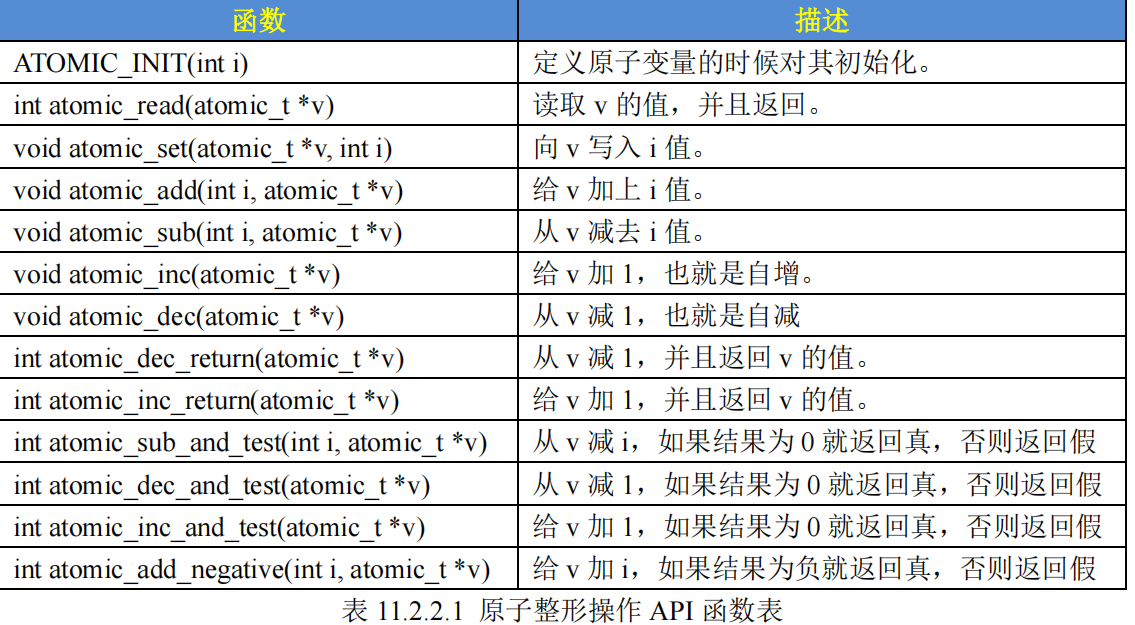 函数 描述
ATOMIC_INIT(int i) 定义原子变量的时候对其初始化。
int atomic_read(atomic_t *v) 读取 v 的值，并且返回。
void atomic_set(atomic_t *v, int i) 向 v 写入 i 值。
void atomic_add(int i, atomic_t *v) 给 v 加上 i 值。
void atomic_sub(int i, atomic_t *v) 从 v 减去 i 值。
void atomic_inc(atomic_t *v) 给 v 加 1，也就是自增。
void atomic_dec(atomic_t *v) 从 v 减 1，也就是自减
int atomic_dec_return(atomic_t *v) 从 v 减 1，并且返回 v 的值。
int atomic_inc_return(atomic_t *v) 给 v 加 1，并且返回 v 的值。
int atomic_sub_and_test(int i, atomic_t *v) 从 v 减 i，如果结果为 0 就返回真，否则返回假
int atomic_dec_and_test(atomic_t *v) 从 v 减 1，如果结果为 0 就返回真，否则返回假
int atomic_inc_and_test(atomic_t *v) 给 v 加 1，如果结果为 0 就返回真，否则返回假
int atomic_add_negative(int i, atomic_t *v) 给 v 加 i，如果结果为负就返回真，否则返回假
表 11.2.2.1 原子整形操作 API 函数表